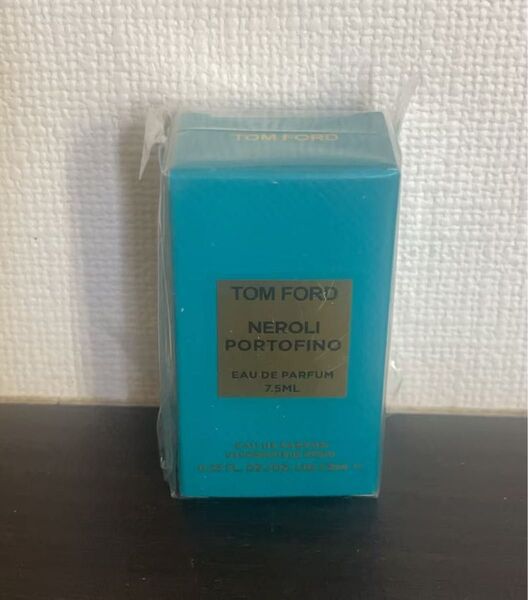 TOM FORD
TOM FORD
NEROLI
PORTOFINO
EAU DE PARFUM
7.5ML
EAU DE PARFUM